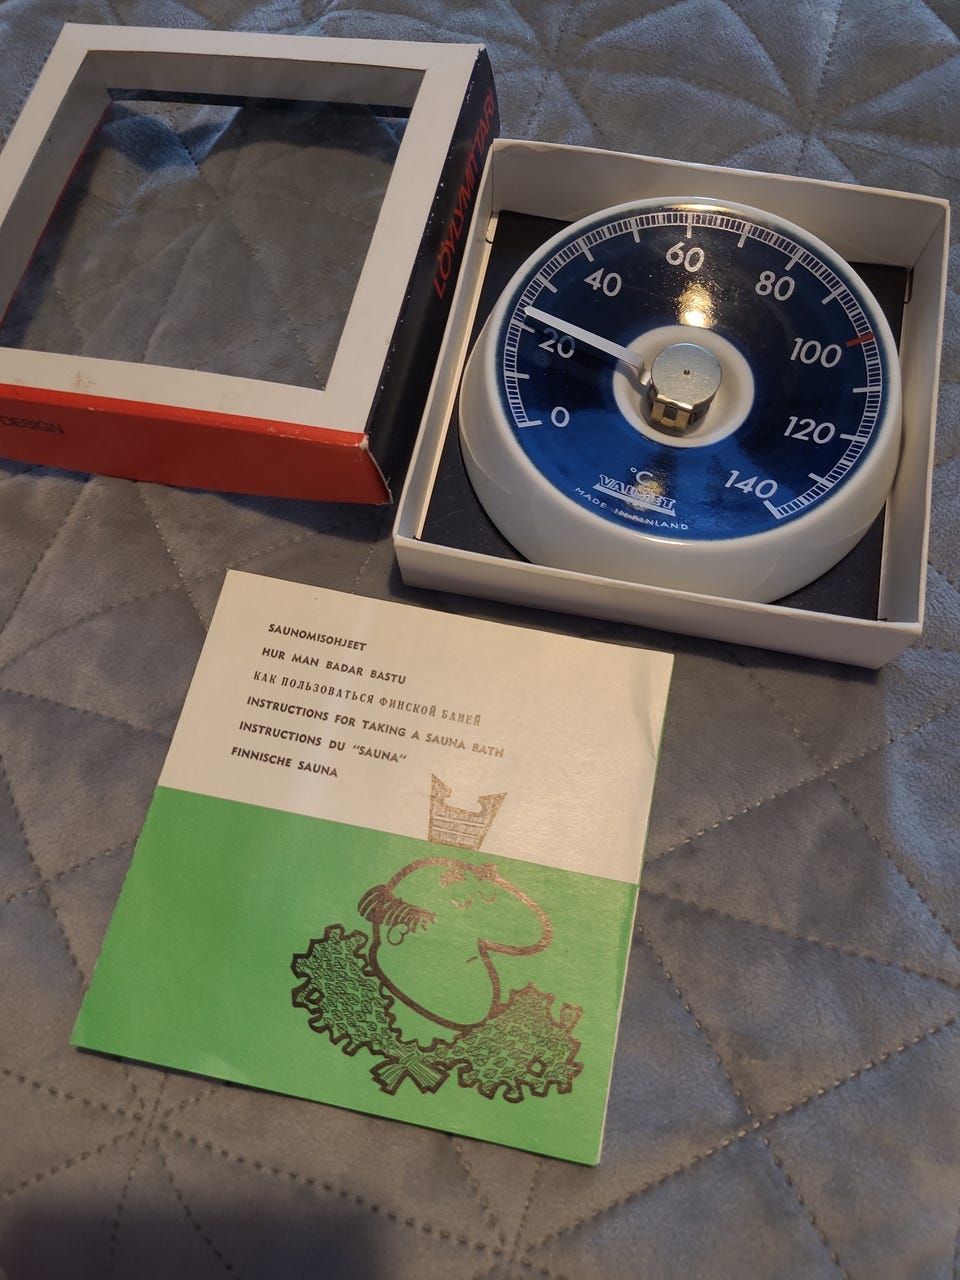 LÖYLYMITTARI
DESIGN
0
20
40
60
80
100
120
140
°C
VALMET
MADE IN FINLAND
SAUNOMISOHJEET
HUR MAN BADAR BASTU
КАК ПОЛЬЗОВАТЬСЯ ФИНСКОЙ БАНЕЙ
INSTRUCTIONS FOR TAKING A SAUNA BATH
INSTRUCTIONS DU “SAUNA”
FINNISCHE SAUNA